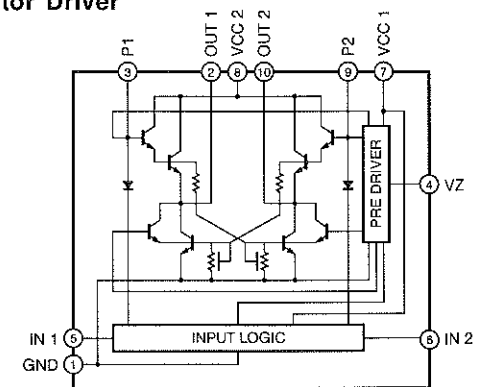 tor Driver
P1
OUT 1
VCC 2
OUT 2
P2
VCC 1
3
2
8
10
9
7
PRE DRIVER
4 VZ
IN 1 5
INPUT LOGIC
6 IN 2
GND 1